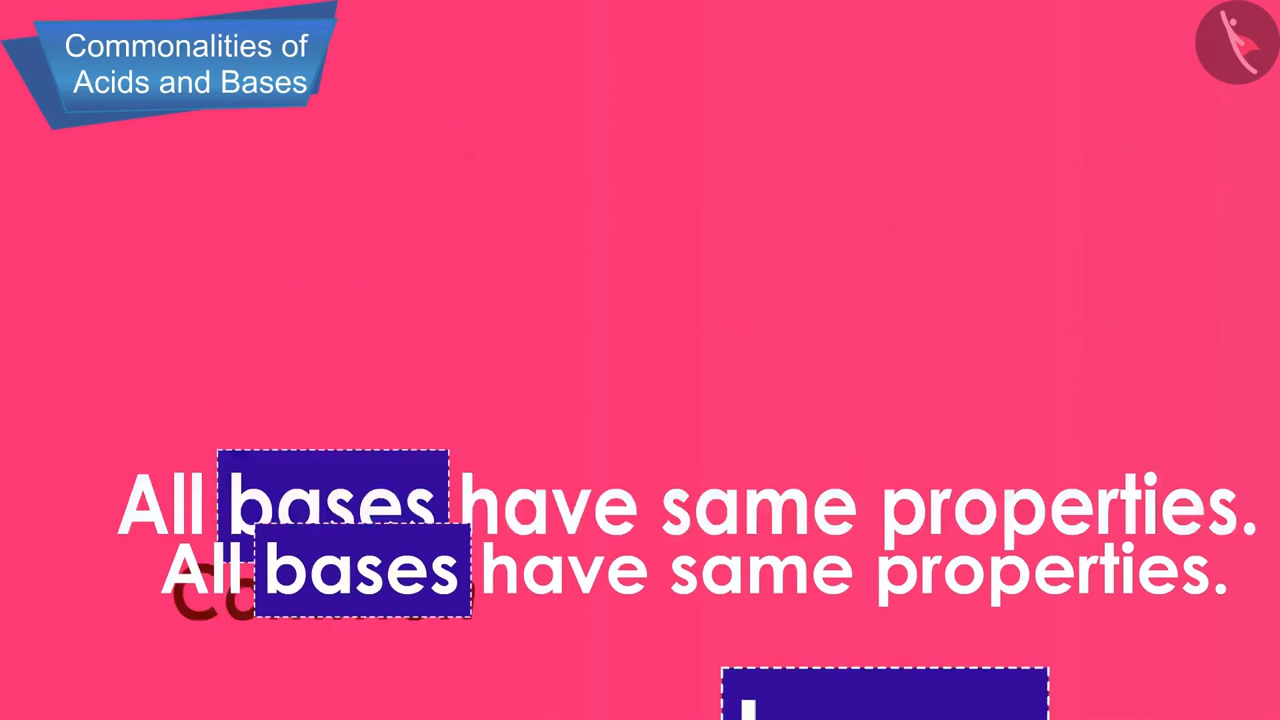 Commonalities of
Acids and Bases
All bases have same properties.
All bases have same properties.